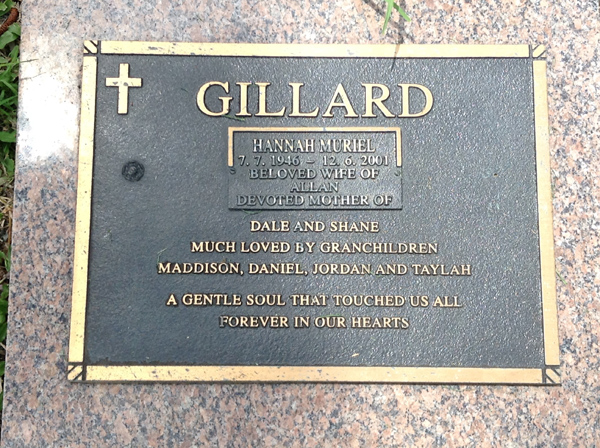 GILLARD
HANNAH MURIEL
7. 7. 1946 – 12. 6. 2001
BELOVED WIFE OF
ALLAN
DEVOTED MOTHER OF
DALE AND SHANE
MUCH LOVED BY GRANCHILDREN
MADDISON, DANIEL, JORDAN AND TAYLAH
A GENTLE SOUL THAT TOUCHED US ALL
FOREVER IN OUR HEARTS